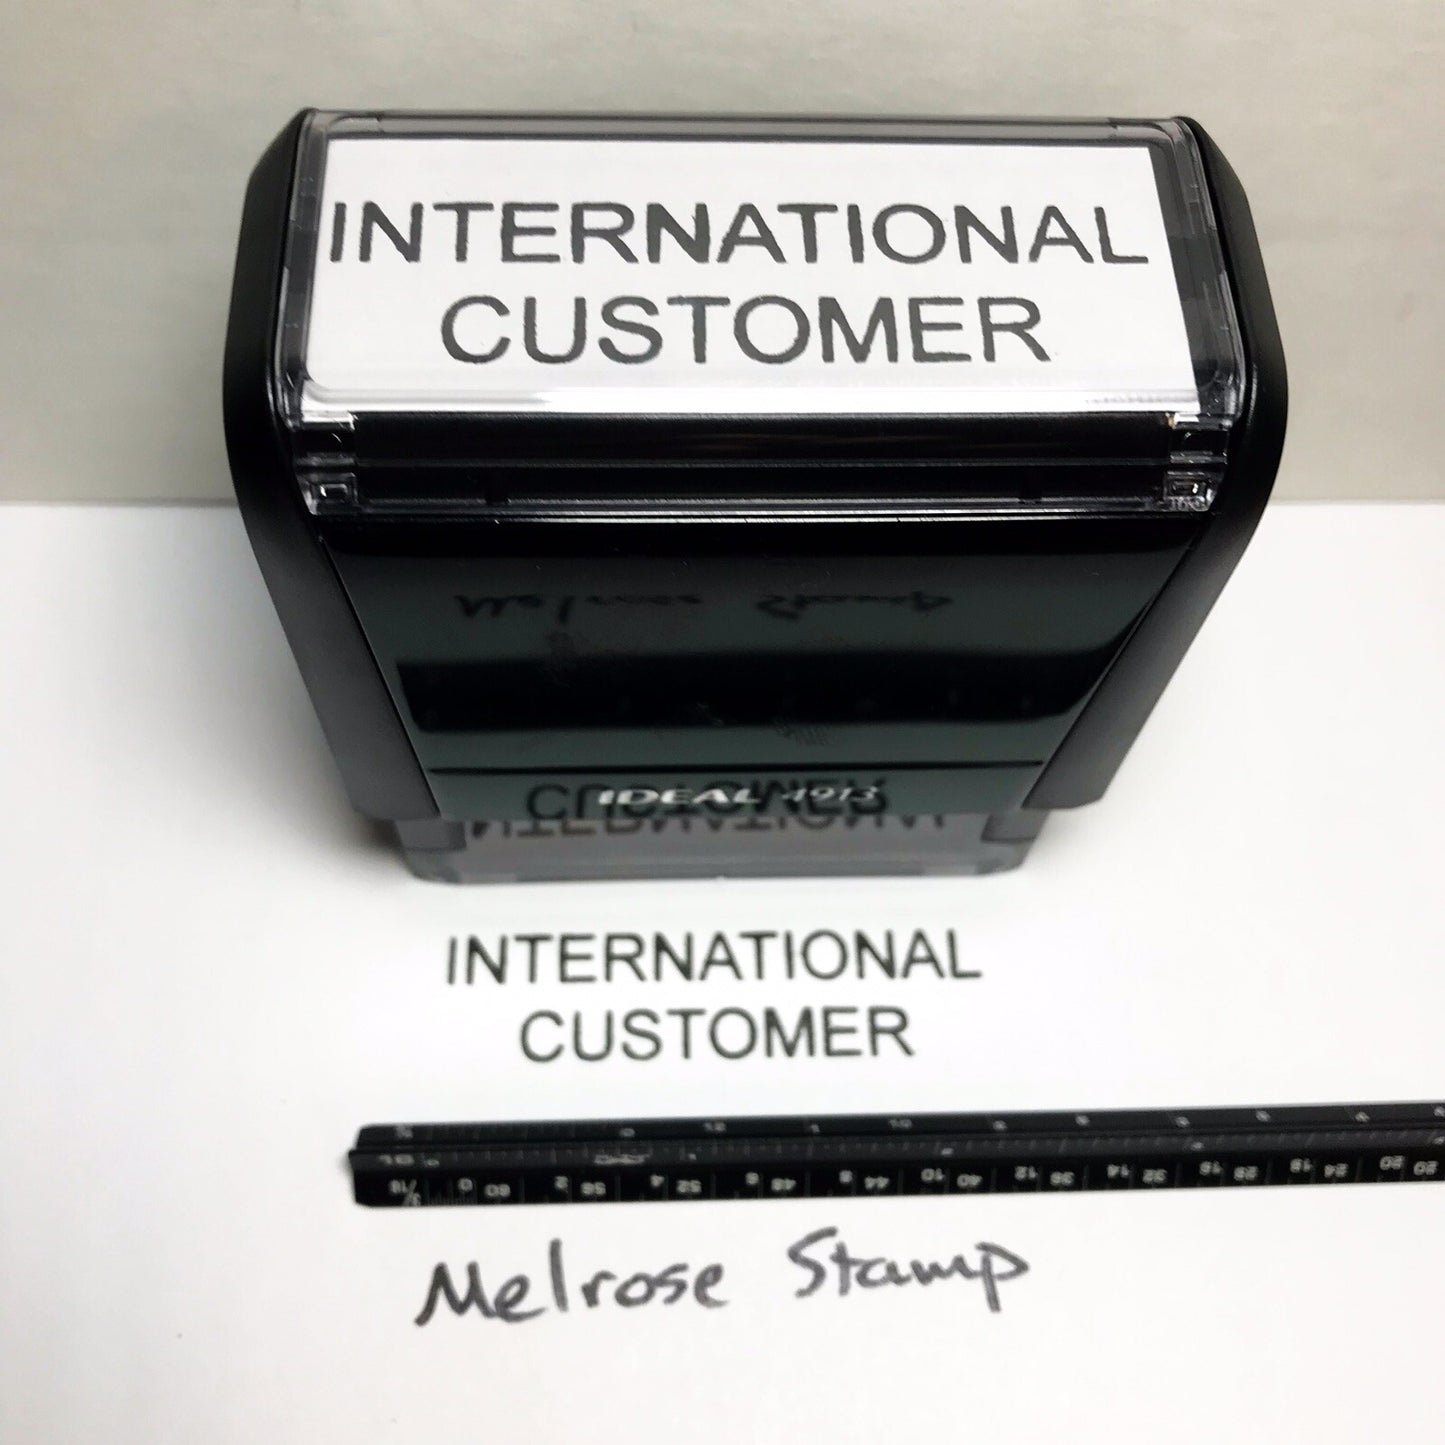 INTERNATIONAL
CUSTOMER
IDEAL 4913
INTERNATIONAL
CUSTOMER
Melrose Stamp